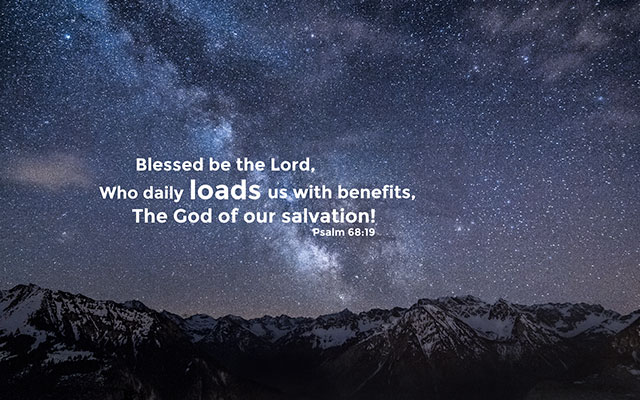 Blessed be the Lord,
Who daily loads us with benefits,
The God of our salvation!
Psalm 68:19